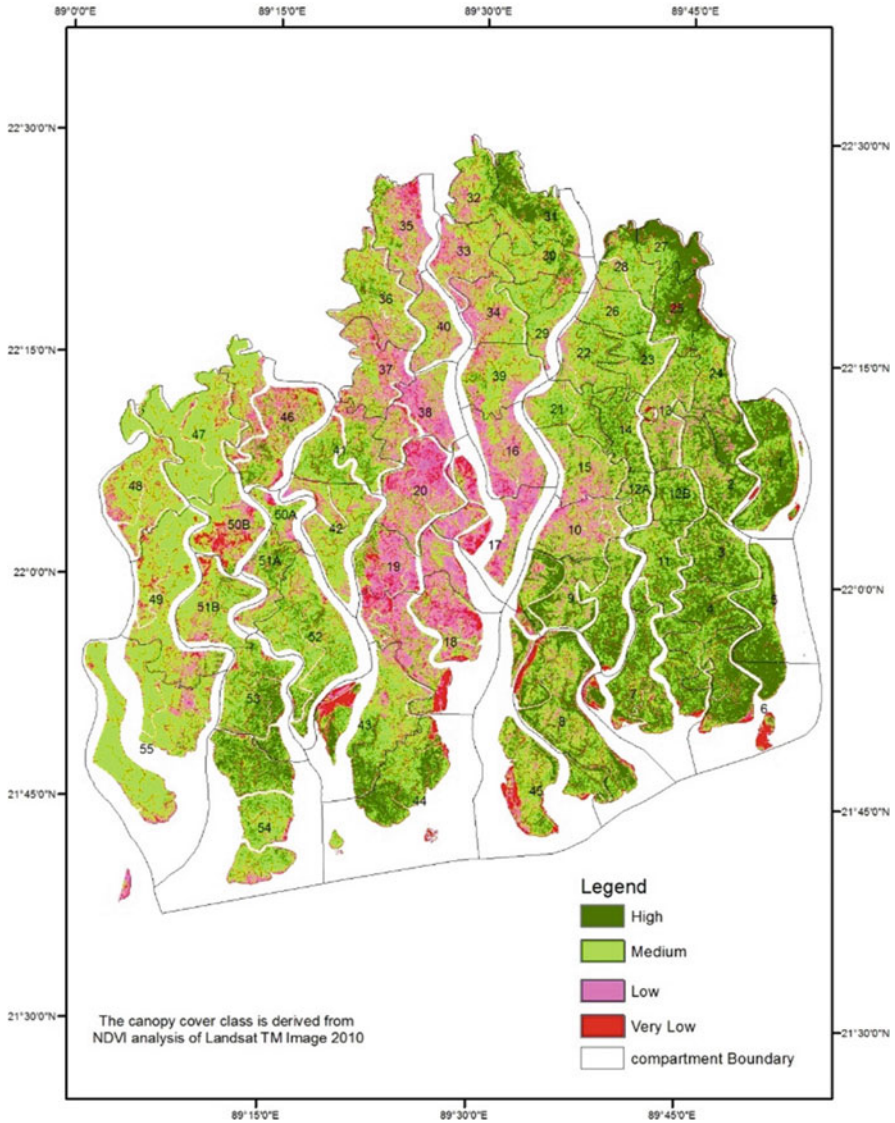 89°0'0"E 89°15'0"E 89°30'0"E 89°45'0"E
22°30'0"N 22°30'0"N
32
35 31
33 27
30 28
36 25
34 26
40 29
22 23
37 39 24
38 21 13
46 14
47 41 16 1
15
48 20 12A 12B 2
50A 42
50B 10
17 3
51A 11
19
49 51B 9 4 5
52 18
53 7 6
43 8
55
44 45
54
22°15'0"N 22°15'0"N
22°0'0"N 22°0'0"N
21°45'0"N 21°45'0"N
Legend
High
Medium
Low
Very Low
compartment Boundary
The canopy cover class is derived from
NDVI analysis of Landsat TM Image 2010
21°30'0"N 21°30'0"N
89°15'0"E 89°30'0"E 89°45'0"E